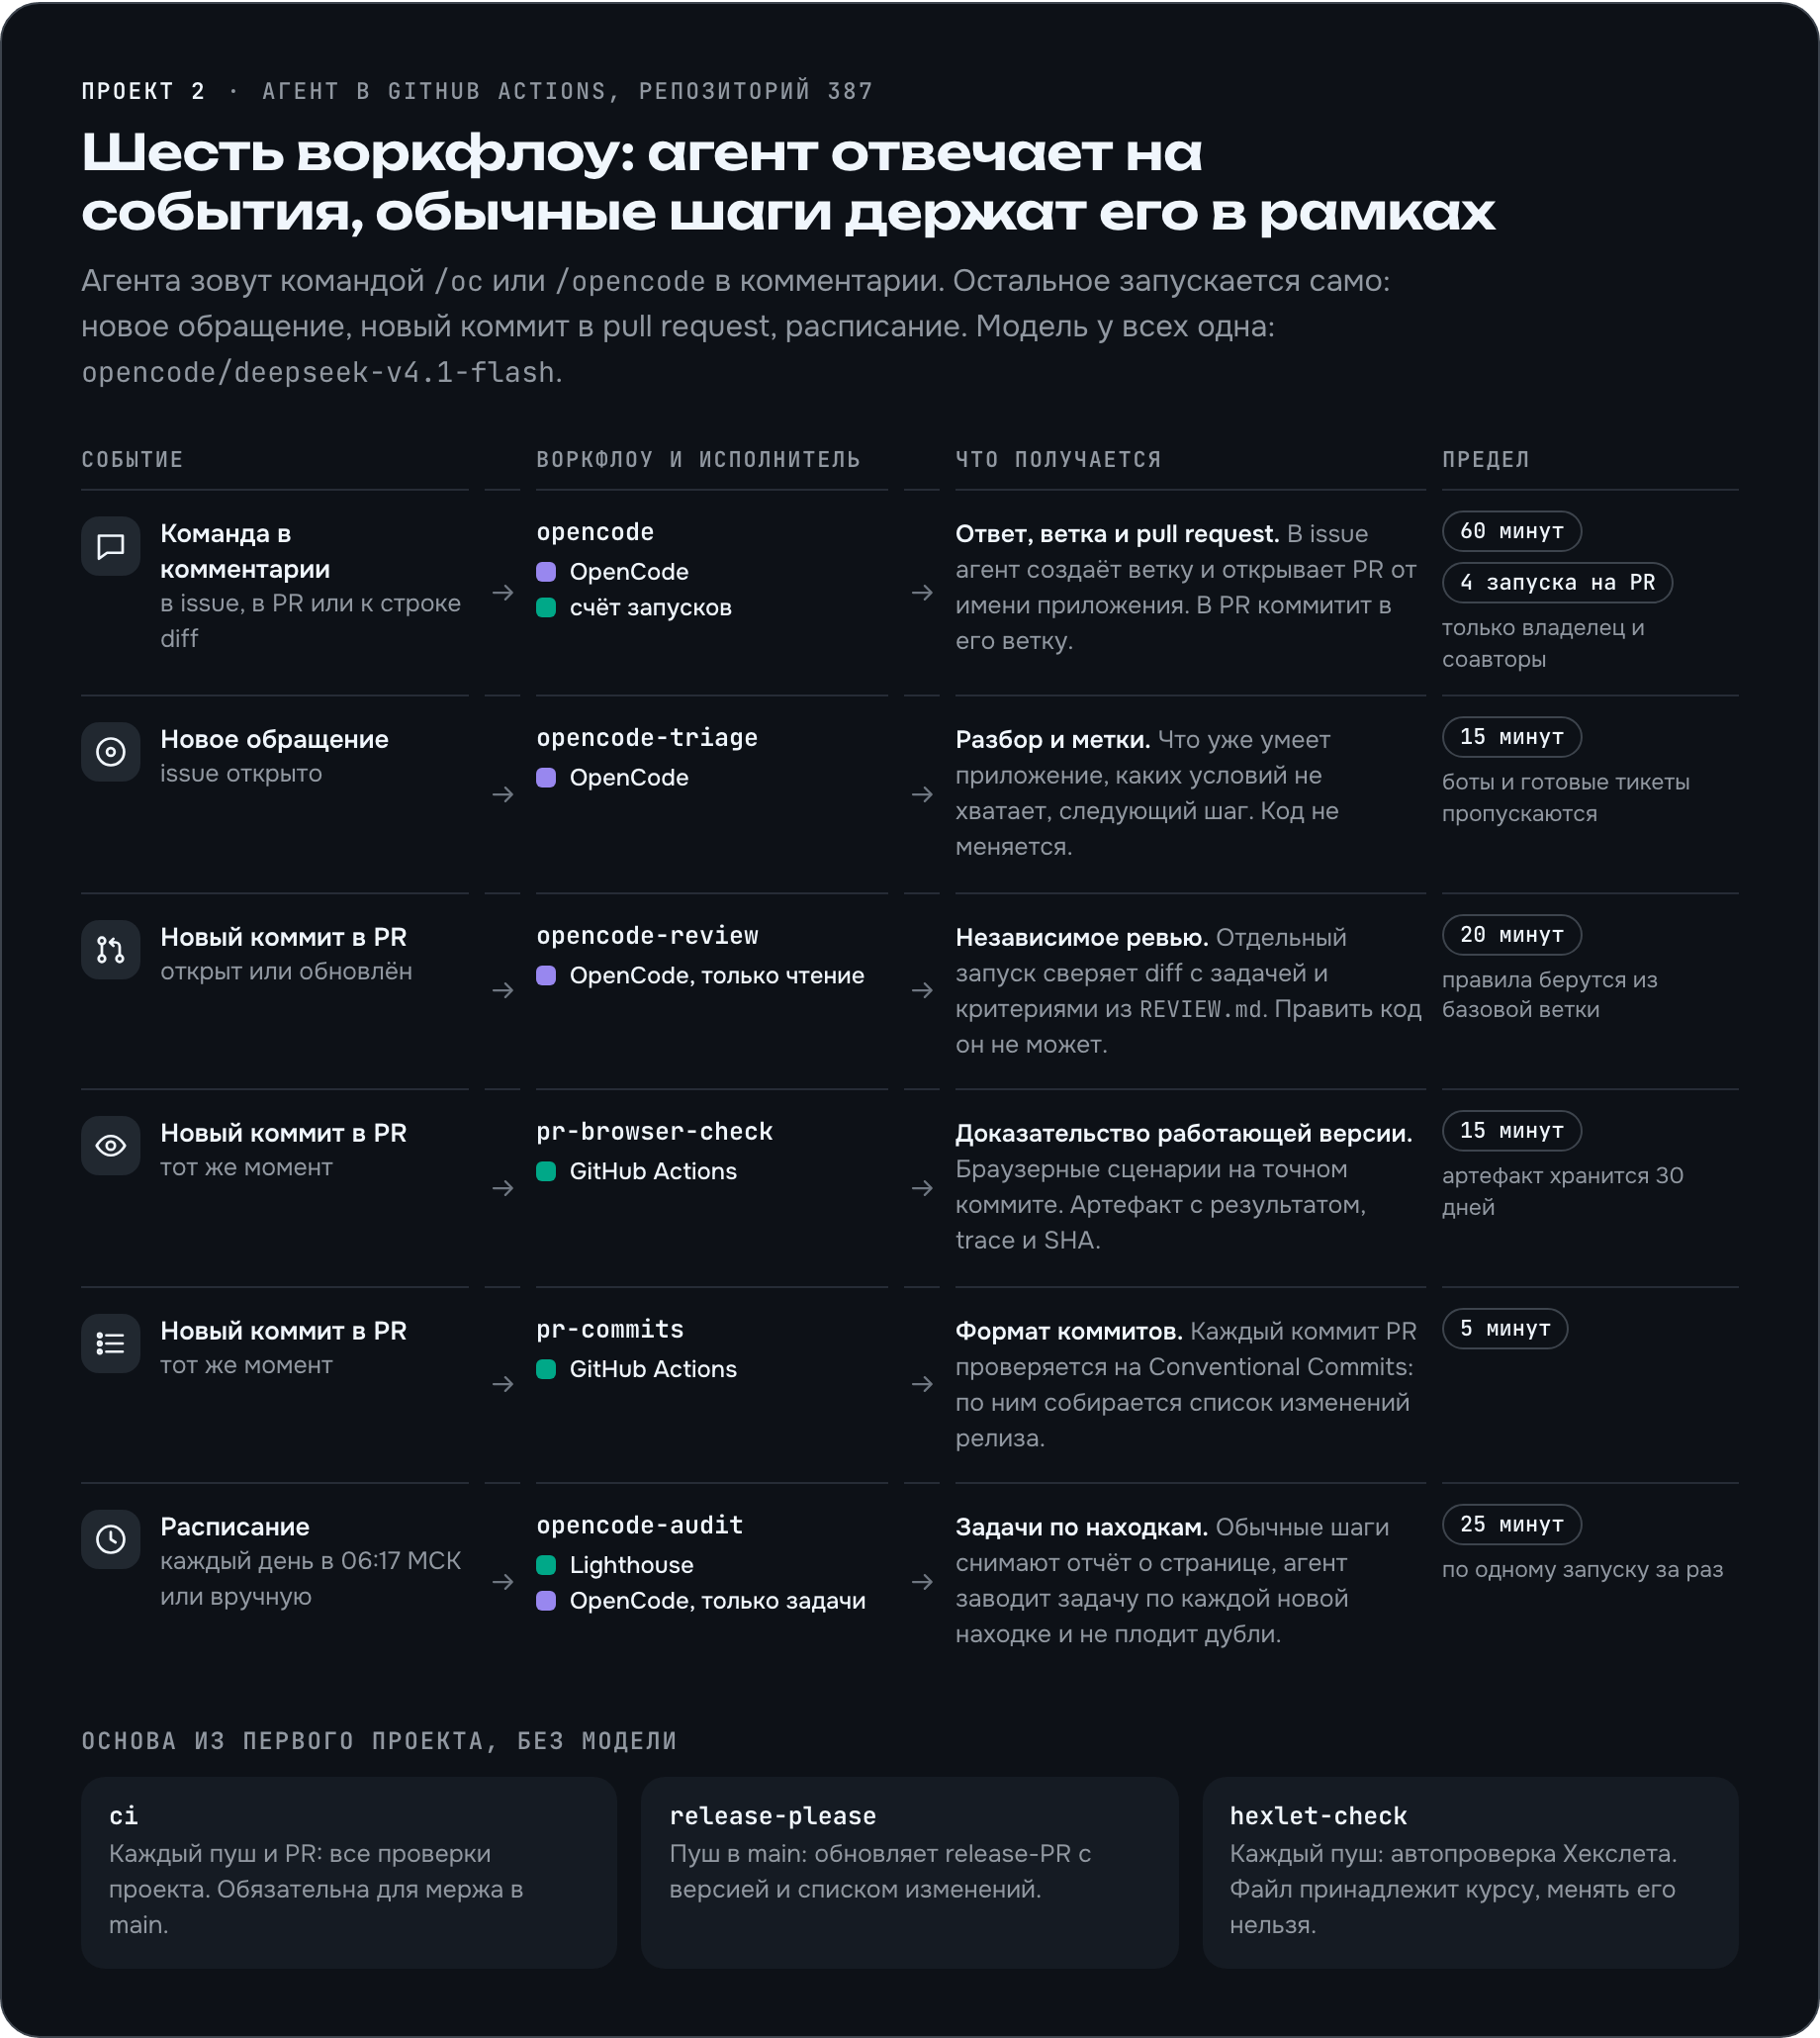 ПРОЕКТ 2 · АГЕНТ В GITHUB ACTIONS, РЕПОЗИТОРИЙ 387
Шесть воркфлоу: агент отвечает на
события, обычные шаги держат его в рамках
Агента зовут командой /oc или /opencode в комментарии. Остальное запускается само:
новое обращение, новый коммит в pull request, расписание. Модель у всех одна:
opencode/deepseek-v4.1-flash.
СОБЫТИЕ
ВОРКФЛОУ И ИСПОЛНИТЕЛЬ
ЧТО ПОЛУЧАЕТСЯ
ПРЕДЕЛ
Команда в
комментарии
в issue, в PR или к строке
diff
→
opencode
OpenCode
счёт запусков
→
Ответ, ветка и pull request. В issue
агент создаёт ветку и открывает PR от
имени приложения. В PR коммитит в
его ветку.
60 минут
4 запуска на PR
только владелец и
соавторы
Новое обращение
issue открыто
→
opencode-triage
OpenCode
→
Разбор и метки. Что уже умеет
приложение, каких условий не
хватает, следующий шаг. Код не
меняется.
15 минут
боты и готовые тикеты
пропускаются
Новый коммит в PR
открыт или обновлён
→
opencode-review
OpenCode, только чтение
→
Независимое ревью. Отдельный
запуск сверяет diff с задачей и
критериями из REVIEW.md. Править код
он не может.
20 минут
правила берутся из
базовой ветки
Новый коммит в PR
тот же момент
→
pr-browser-check
GitHub Actions
→
Доказательство работающей версии.
Браузерные сценарии на точном
коммите. Артефакт с результатом,
trace и SHA.
15 минут
артефакт хранится 30
дней
Новый коммит в PR
тот же момент
→
pr-commits
GitHub Actions
→
Формат коммитов. Каждый коммит PR
проверяется на Conventional Commits:
по ним собирается список изменений
релиза.
5 минут
Расписание
каждый день в 06:17 МСК
или вручную
→
opencode-audit
Lighthouse
OpenCode, только задачи
→
Задачи по находкам. Обычные шаги
снимают отчёт о странице, агент
заводит задачу по каждой новой
находке и не плодит дубли.
25 минут
по одному запуску за раз
ОСНОВА ИЗ ПЕРВОГО ПРОЕКТА, БЕЗ МОДЕЛИ
ci
Каждый пуш и PR: все проверки
проекта. Обязательна для мержа в
main.
release-please
Пуш в main: обновляет release-PR с
версией и списком изменений.
hexlet-check
Каждый пуш: автопроверка Хекслета.
Файл принадлежит курсу, менять его
нельзя.